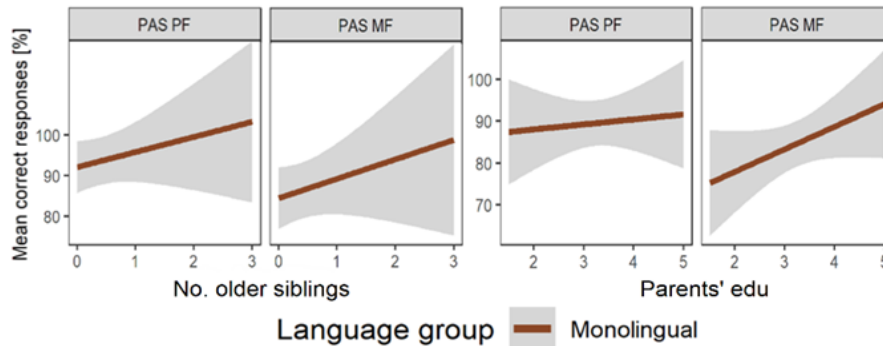 PAS PF PAS MF PAS PF PAS MF
Mean correct responses [%]
100
90
80
0 1 2 3 0 1 2 3
No. older siblings
100
90
80
70
2 3 4 5 2 3 4 5
Parents' edu
Language group Monolingual